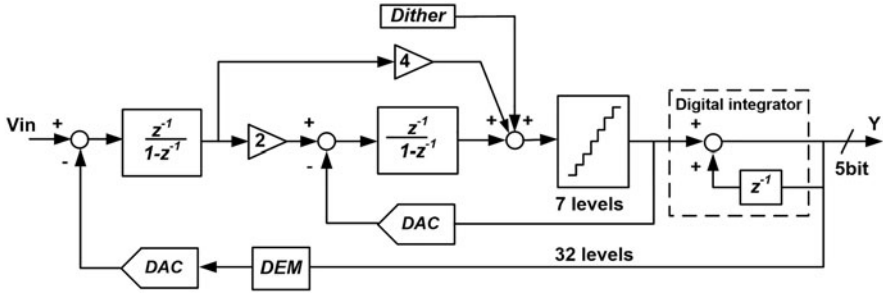 Dither
4
Digital integrator
Vin
+
-
z⁻¹
1-z⁻¹
2
+
-
z⁻¹
1-z⁻¹
+
+
7 levels
+
+
z⁻¹
Y
5bit
DAC
32 levels
DAC
DEM